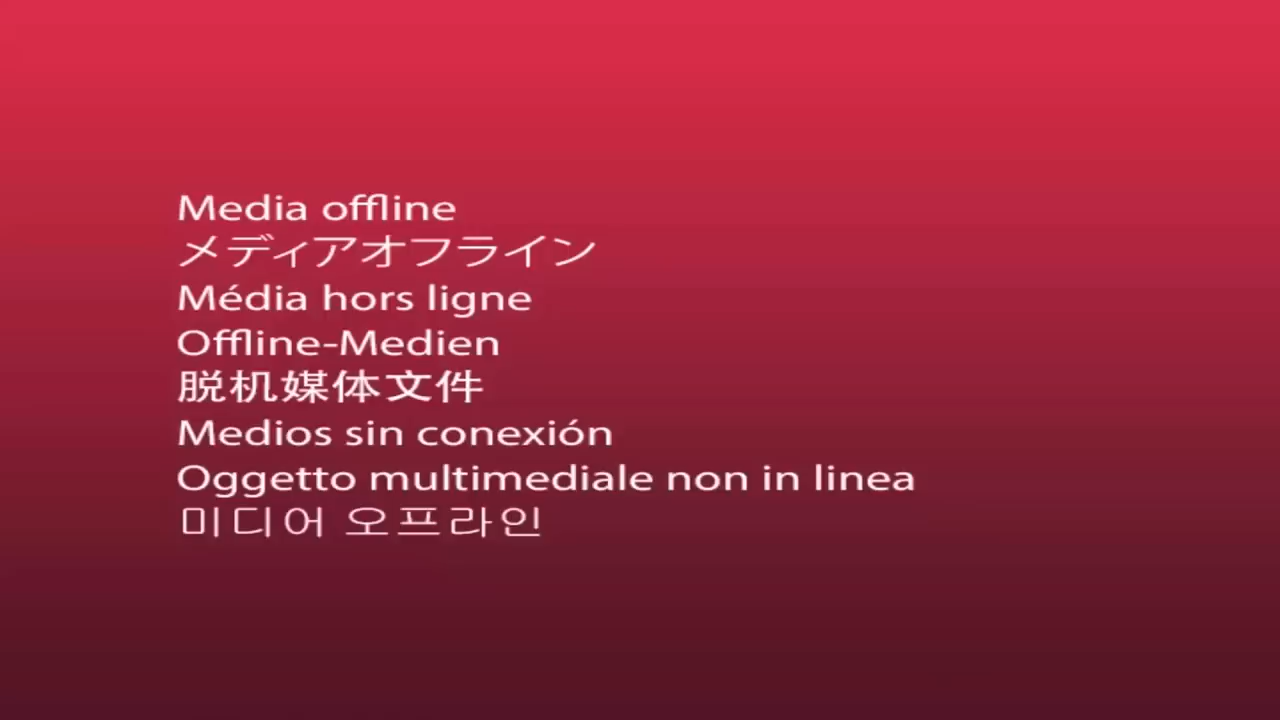 Media offline
メディアオフライン
Média hors ligne
Offline-Medien
脱机媒体文件
Medios sin conexión
Oggetto multimediale non in linea
미디어 오프라인